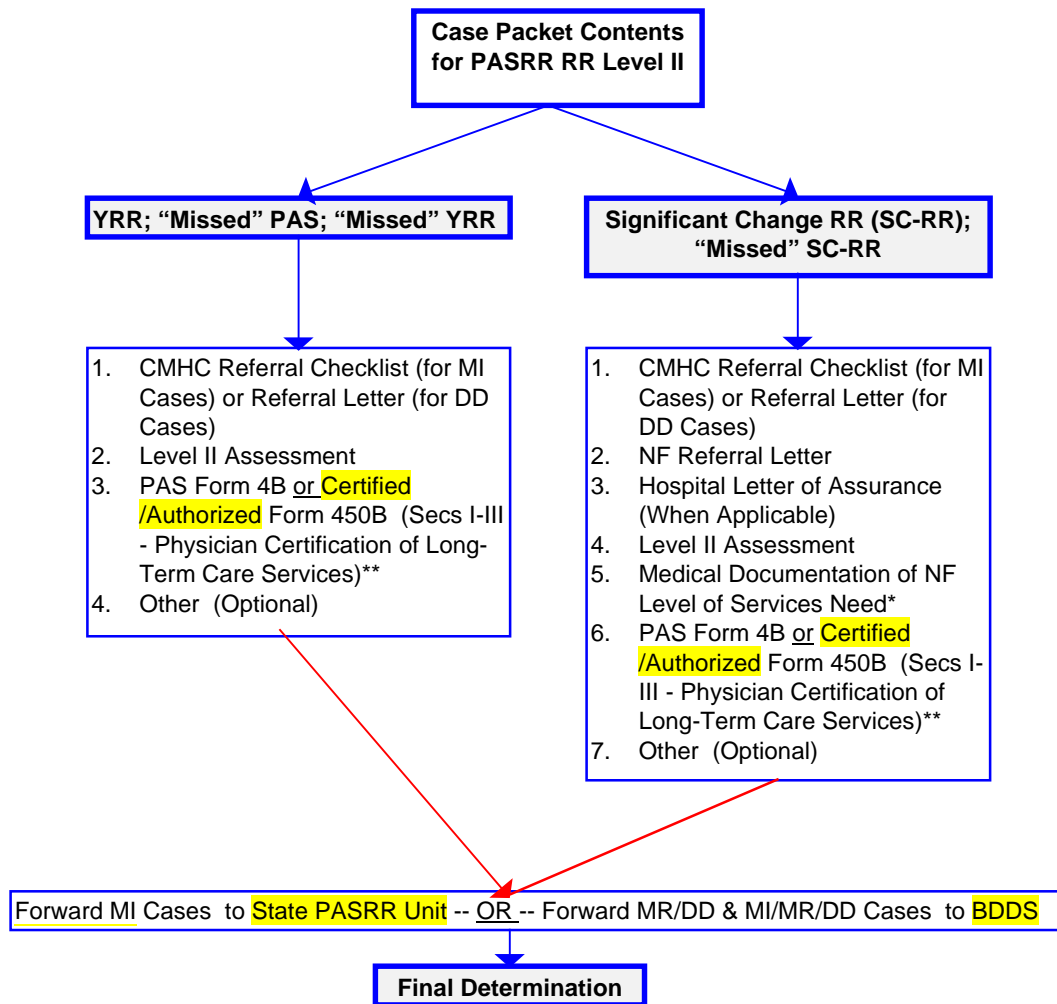 Case Packet Contents
for PASRR RR Level II
YRR; “Missed” PAS; “Missed” YRR
Significant Change RR (SC-RR);
“Missed” SC-RR
1. CMHC Referral Checklist (for MI
Cases) or Referral Letter (for DD
Cases)
2. Level II Assessment
3. PAS Form 4B or Certified
/Authorized Form 450B (Secs I-III
- Physician Certification of Long-
Term Care Services)**
4. Other (Optional)
1. CMHC Referral Checklist (for MI
Cases) or Referral Letter (for
DD Cases)
2. NF Referral Letter
3. Hospital Letter of Assurance
(When Applicable)
4. Level II Assessment
5. Medical Documentation of NF
Level of Services Need*
6. PAS Form 4B or Certified
/Authorized Form 450B (Secs I-
III - Physician Certification of
Long-Term Care Services)**
7. Other (Optional)
Forward MI Cases to State PASRR Unit -- OR -- Forward MR/DD & MI/MR/DD Cases to BDDS
Final Determination